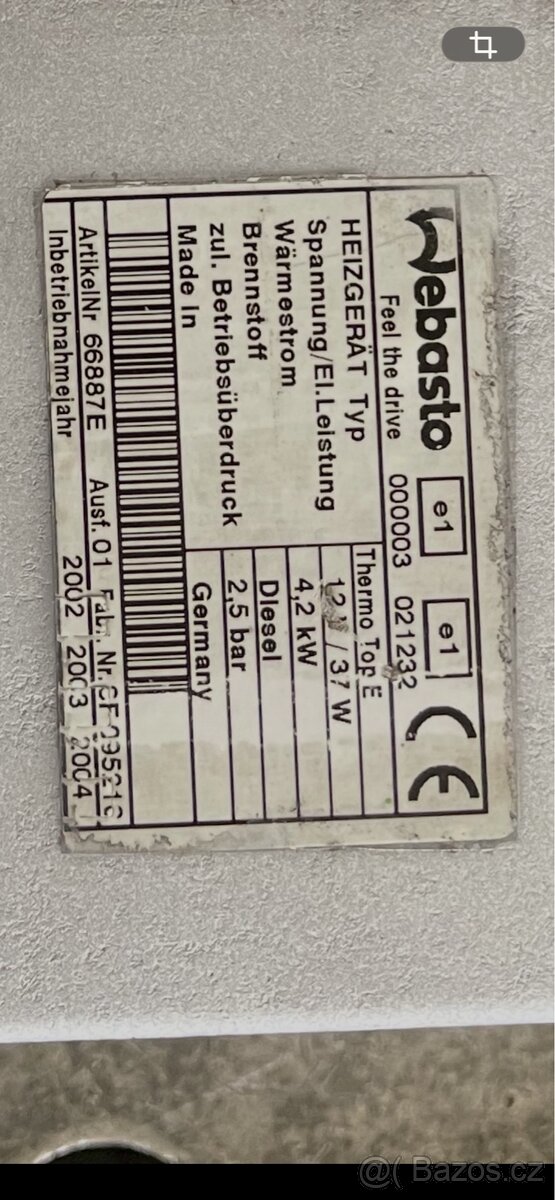 Webasto e1 e1 CE
Feel the drive 000003 021232
HEIZGERÄT Typ Thermo Top E
Spannung/El.Leistung / 37 W
Wärmestrom 4,2 kW
Brennstoff Diesel
zul. Betriebsüberdruck 2,5 bar
Made In Germany
ArtikelNr 66887E Ausf. 01
Inbetriebnahmejahr 2002 2003 2004
Bazos.cz